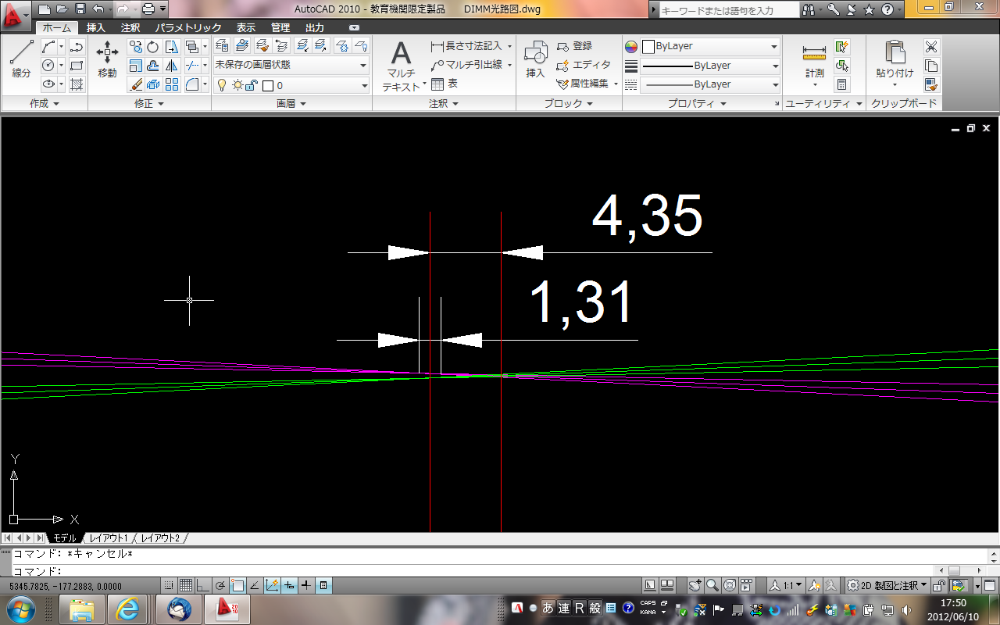 AutoCAD 2010 - 教育機関限定製品 DIMM光路図.dwg
キーワードまたは語句を入力
ホーム 挿入 注釈 パラメトリック 表示 管理 出力
線分
移動
未保存の画層状態
0
マルチ
テキスト
長さ寸法記入
マルチ引出線
表
挿入
登録
エディタ
属性編集
ByLayer
ByLayer
ByLayer
計測
貼り付け
作成 修正 画層 注釈 ブロック プロパティ ユーティリティ クリップボード
4,35
1,31
Y
X
モデル レイアウト1 レイアウト2
コマンド: *キャンセル*
コマンド:
5345.7825, -177.2883, 0.0000
1:1
2D 製図と注釈
あ 連 R 般
CAPS
KANA
17:50
2012/06/10